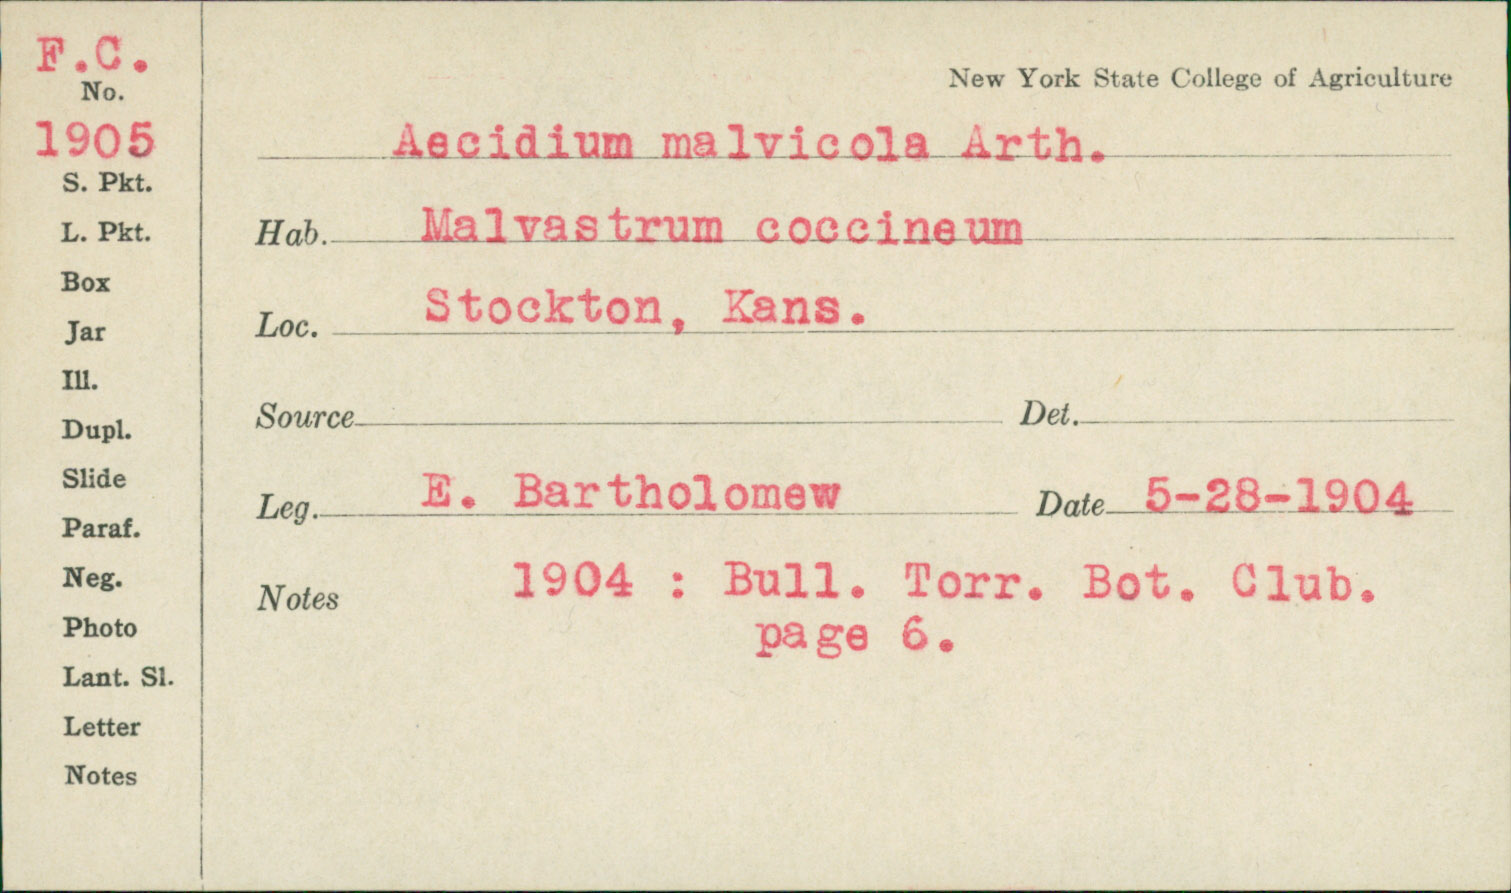 F.C.
No.
1905
S. Pkt.
L. Pkt.
Box
Jar
Ill.
Dupl.
Slide
Paraf.
Neg.
Photo
Lant. Sl.
Letter
Notes
New York State College of Agriculture
Aecidium malvicola Arth.
Hab. Malvastrum coccineum
Loc. Stockton, Kans.
Source Det.
Leg. E. Bartholomew Date 5-28-1904
Notes 1904 : Bull. Torr. Bot. Club.
page 6.